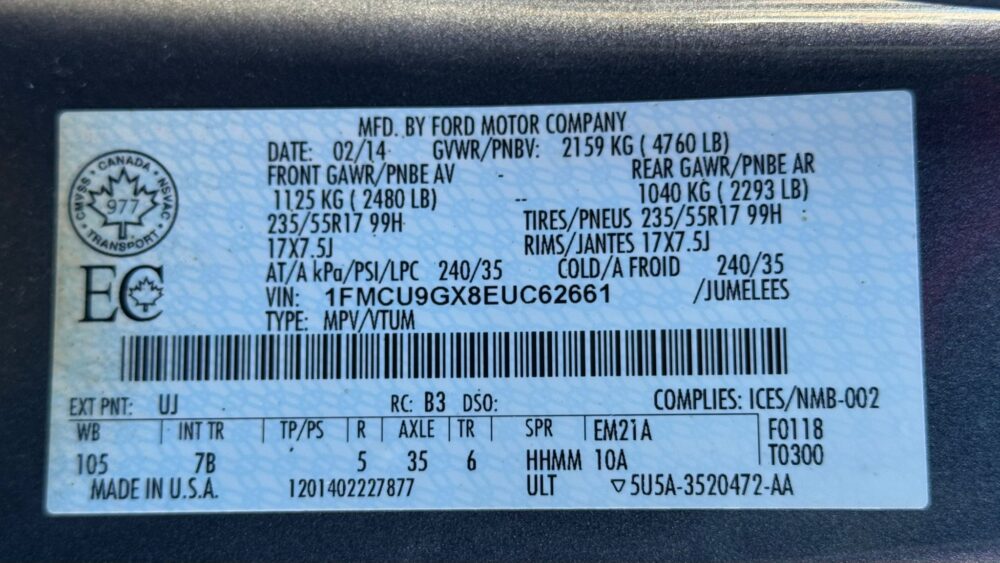 MFD. BY FORD MOTOR COMPANY
DATE: 02/14 GVWR/PNBV: 2159 KG ( 4760 LB)
FRONT GAWR/PNBE AV - REAR GAWR/PNBE AR
1125 KG ( 2480 LB) -- 1040 KG ( 2293 LB)
235/55R17 99H TIRES/PNEUS 235/55R17 99H
17X7.5J RIMS/JANTES 17X7.5J
AT/A kPa/PSI/LPC 240/35 COLD/A FROID 240/35
VIN: 1FMCU9GX8EUC62661 /JUMELEES
TYPE: MPV/VTUM
CANADA
CMVSS NSVAC
977
TRANSPORT
EC
EXT PNT: UJ RC: B3 DSO: COMPLIES: ICES/NMB-002
WB INT TR TP/PS R AXLE TR SPR EM21A F0118
105 7B 5 35 6 HHMM 10A T0300
MADE IN U.S.A. 1201402227877 ULT ▽5U5A-3520472-AA